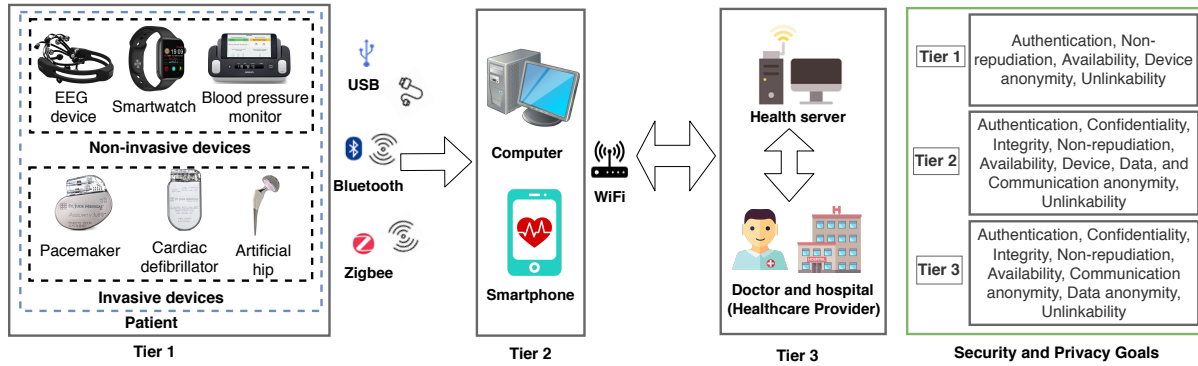 EEG
device
Smartwatch
Blood pressure
monitor
Non-invasive devices
Pacemaker
Cardiac
defibrillator
Artificial
hip
Invasive devices
Patient
Tier 1
USB
Bluetooth
Zigbee
Computer
Smartphone
Tier 2
WiFi
Health server
Doctor and hospital
(Healthcare Provider)
Tier 3
Tier 1
Authentication, Non-
repudiation, Availability, Device
anonymity, Unlinkability
Tier 2
Authentication, Confidentiality,
Integrity, Non-repudiation,
Availability, Device, Data, and
Communication anonymity,
Unlinkability
Tier 3
Authentication, Confidentiality,
Integrity, Non-repudiation,
Availability, Communication
anonymity, Data anonymity,
Unlinkability
Security and Privacy Goals